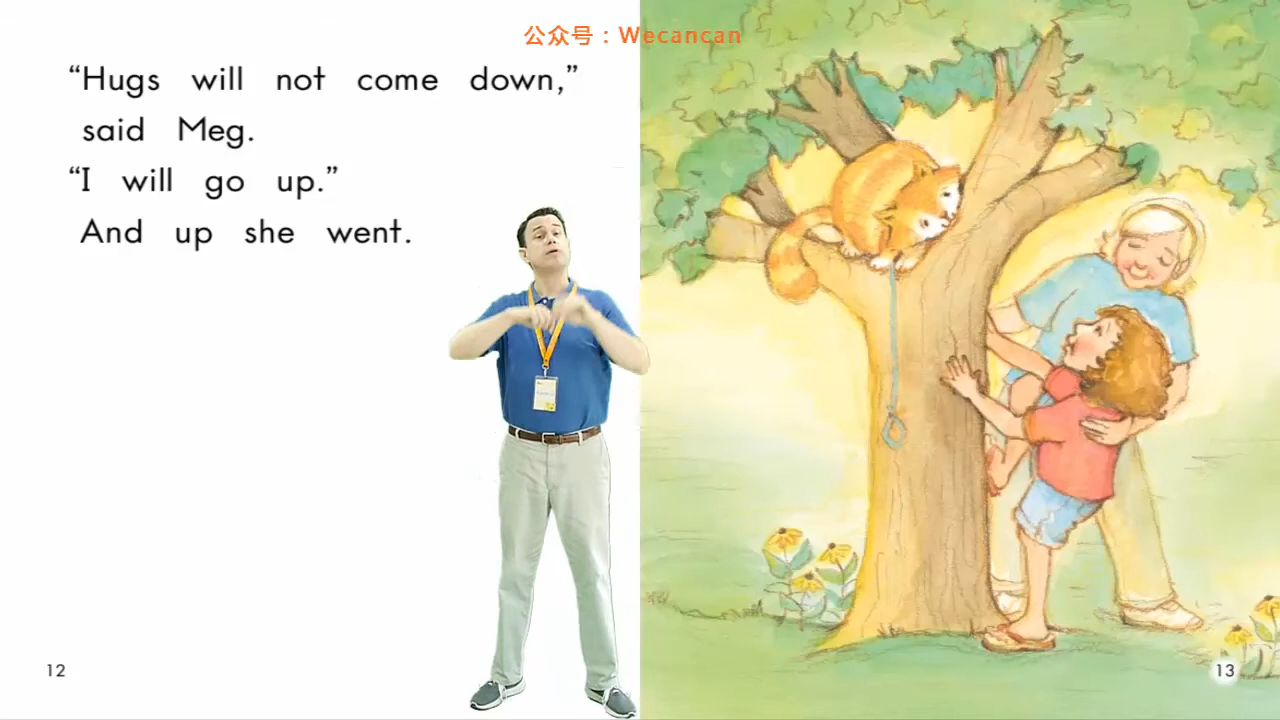 公众号：Wecancan
“Hugs will not come down,”
said Meg.
“I will go up.”
And up she went.
12
13